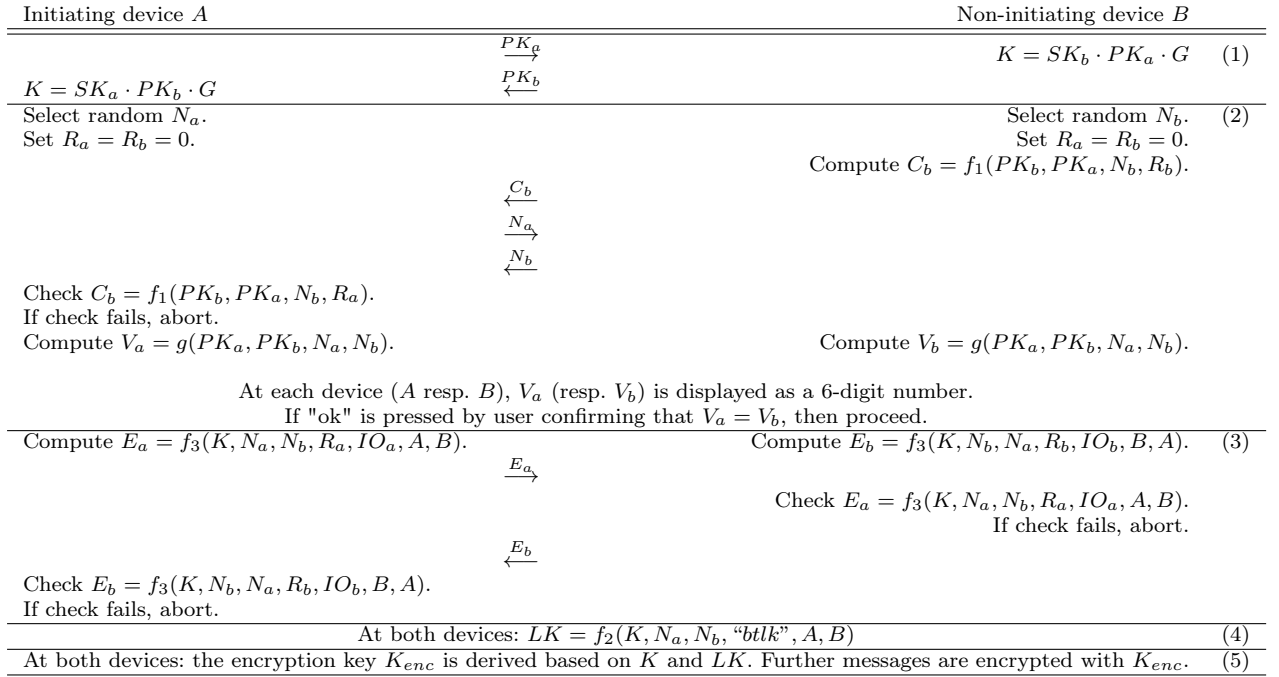 Initiating device A Non-initiating device B
PKₐ
K = SK_b · PK_a · G (1)
PK_b
K = SK_a · PK_b · G
Select random N_a. Select random N_b. (2)
Set R_a = R_b = 0. Set R_a = R_b = 0.
Compute C_b = f_1(PK_b, PK_a, N_b, R_b).
C_b
N_a
N_b
Check C_b = f_1(PK_b, PK_a, N_b, R_a).
If check fails, abort.
Compute V_a = g(PK_a, PK_b, N_a, N_b). Compute V_b = g(PK_a, PK_b, N_a, N_b).
At each device (A resp. B), V_a (resp. V_b) is displayed as a 6-digit number.
If "ok" is pressed by user confirming that V_a = V_b, then proceed.
Compute E_a = f_3(K, N_a, N_b, R_a, IO_a, A, B). Compute E_b = f_3(K, N_b, N_a, R_b, IO_b, B, A). (3)
E_a
Check E_a = f_3(K, N_a, N_b, R_a, IO_a, A, B).
If check fails, abort.
E_b
Check E_b = f_3(K, N_b, N_a, R_b, IO_b, B, A).
If check fails, abort.
At both devices: LK = f_2(K, N_a, N_b, “btlk”, A, B) (4)
At both devices: the encryption key K_enc is derived based on K and LK. Further messages are encrypted with K_enc. (5)